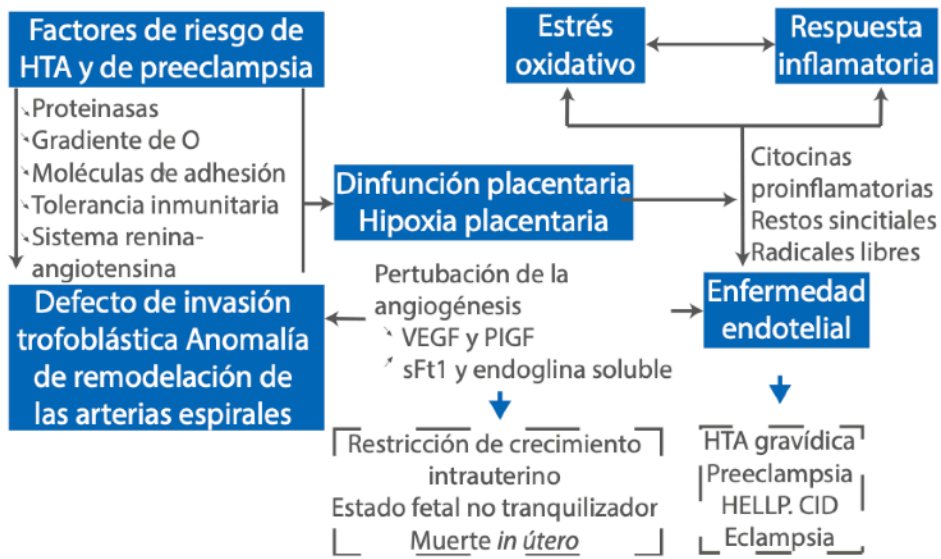 Factores de riesgo de
HTA y de preeclampsia
Proteinasas
Gradiente de O
Moléculas de adhesión
Tolerancia inmunitaria
Sistema renina-
angiotensina
Defecto de invasión
trofoblástica Anomalía
de remodelación de
las arterias espirales
Dinfunción placentaria
Hipoxia placentaria
Pertubación de la
angiogénesis
VEGF y PIGF
sFt1 y endoglina soluble
Restricción de crecimiento
intrauterino
Estado fetal no tranquilizador
Muerte in útero
Estrés
oxidativo
Respuesta
inflamatoria
Citocinas
proinflamatorias
Restos sincitiales
Radicales libres
Enfermedad
endotelial
HTA gravídica
Preeclampsia
HELLP. CID
Eclampsia